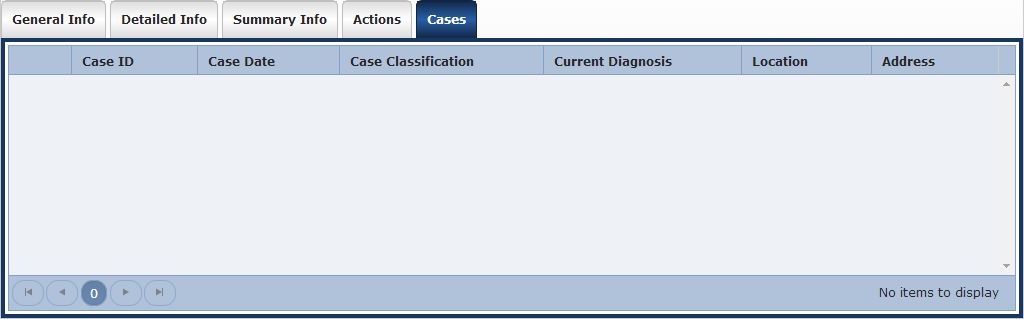 General Info Detailed Info Summary Info Actions Cases
Case ID Case Date Case Classification Current Diagnosis Location Address
0 No items to display